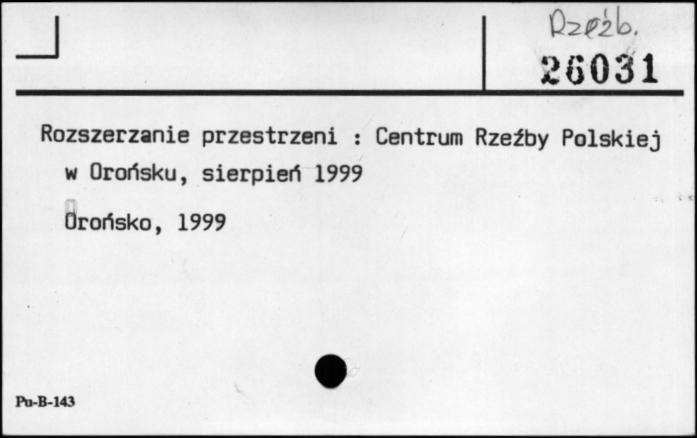 Rzeźb.
26031
Rozszerzanie przestrzeni : Centrum Rzeźby Polskiej
w Orońsku, sierpień 1999
Orońsko, 1999
Pu-B-143